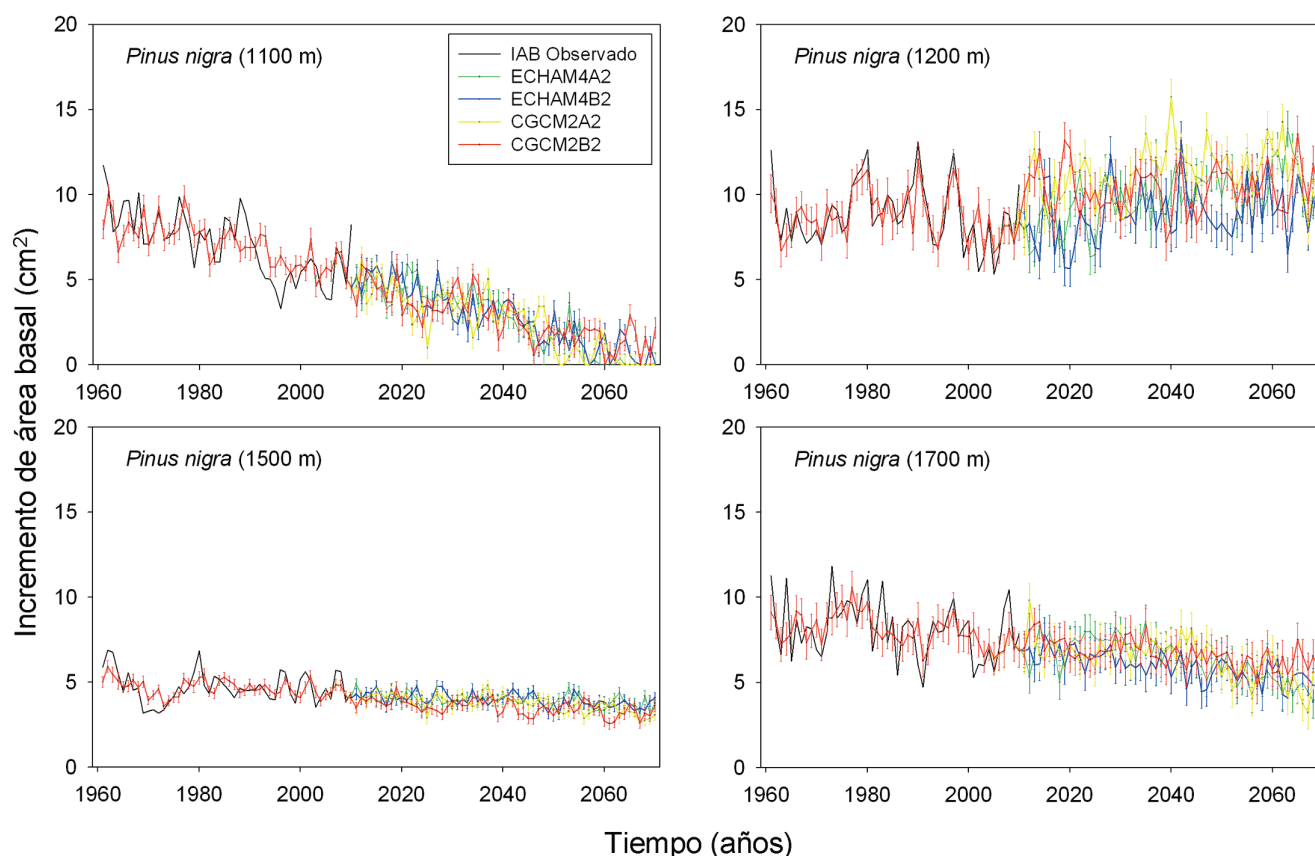 Incremento de área basal (cm²)
20
15
10
5
0
Pinus nigra (1100 m)
IAB Observado
ECHAM4A2
ECHAM4B2
CGCM2A2
CGCM2B2
1960 1980 2000 2020 2040 2060
20
15
10
5
0
Pinus nigra (1200 m)
1960 1980 2000 2020 2040 2060
20
15
10
5
0
Pinus nigra (1500 m)
1960 1980 2000 2020 2040 2060
20
15
10
5
0
Pinus nigra (1700 m)
1960 1980 2000 2020 2040 2060
Tiempo (años)